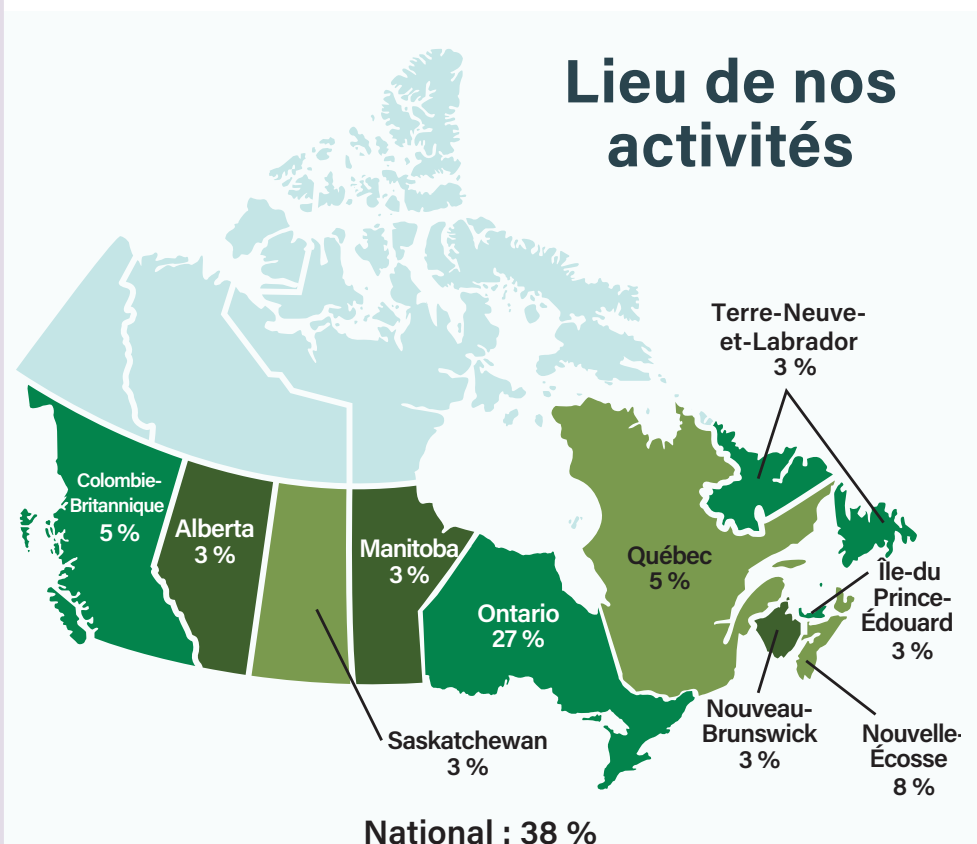 Lieu de nos
activités
Terre-Neuve-
et-Labrador
3 %
Colombie-
Britannique
5 %
Alberta
3 %
Manitoba
3 %
Ontario
27 %
Québec
5 %
Île-du
Prince-
Édouard
3 %
Saskatchewan
3 %
Nouveau-
Brunswick
3 %
Nouvelle-
Écosse
8 %
National : 38 %